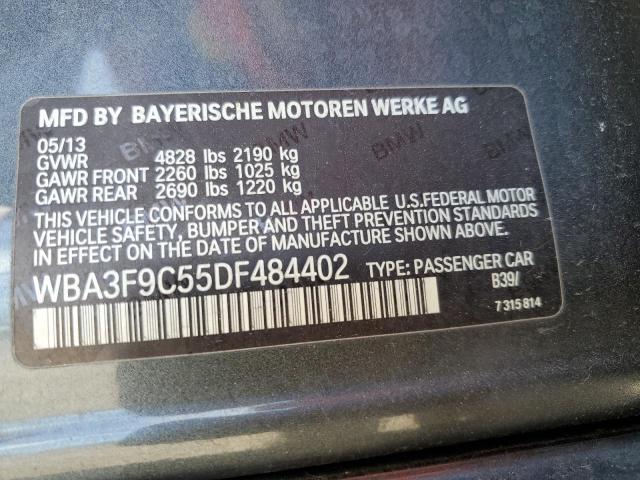 MFD BY BAYERISCHE MOTOREN WERKE AG
05/13
GVWR 4828 lbs 2190 kg
GAWR FRONT 2260 lbs 1025 kg
GAWR REAR 2690 lbs 1220 kg
THIS VEHICLE CONFORMS TO ALL APPLICABLE U.S.FEDERAL MOTOR
VEHICLE SAFETY, BUMPER AND THEFT PREVENTION STANDARDS
IN EFFECT ON THE DATE OF MANUFACTURE SHOWN ABOVE.
WBA3F9C55DF484402 TYPE: PASSENGER CAR
B39/
7 315 814